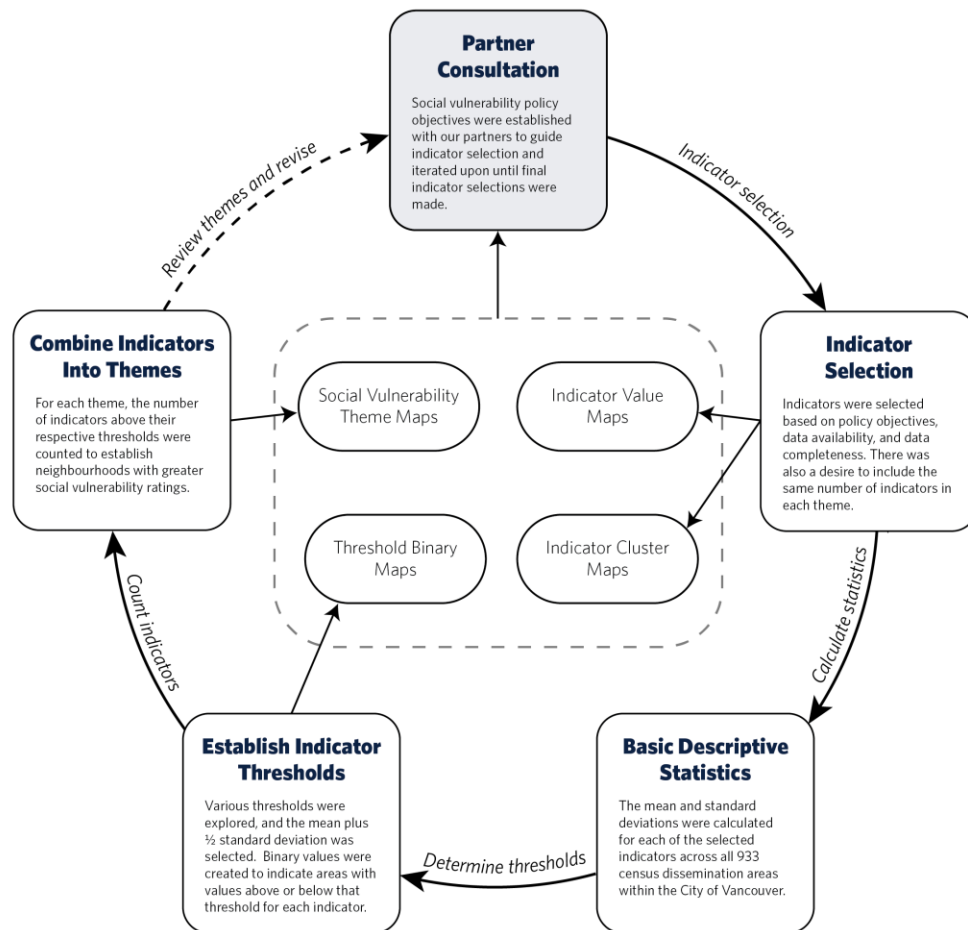 Partner
Consultation
Social vulnerability policy
objectives were established
with our partners to guide
indicator selection and
iterated upon until final
indicator selections were
made.
Review themes and revise
Indicator selection
Combine Indicators
Into Themes
For each theme, the number
of indicators above their
respective thresholds were
counted to establish
neighbourhoods with greater
social vulnerability ratings.
Social Vulnerability
Theme Maps
Indicator Value
Maps
Indicator
Selection
Indicators were selected
based on policy objectives,
data availability, and data
completeness. There was
also a desire to include the
same number of indicators in
each theme.
Threshold Binary
Maps
Indicator Cluster
Maps
Count indicators
Calculate statistics
Establish Indicator
Thresholds
Various thresholds were
explored, and the mean plus
½ standard deviation was
selected. Binary values were
created to indicate areas with
values above or below that
threshold for each indicator.
Determine thresholds
Basic Descriptive
Statistics
The mean and standard
deviations were calculated
for each of the selected
indicators across all 933
census dissemination areas
within the City of Vancouver.